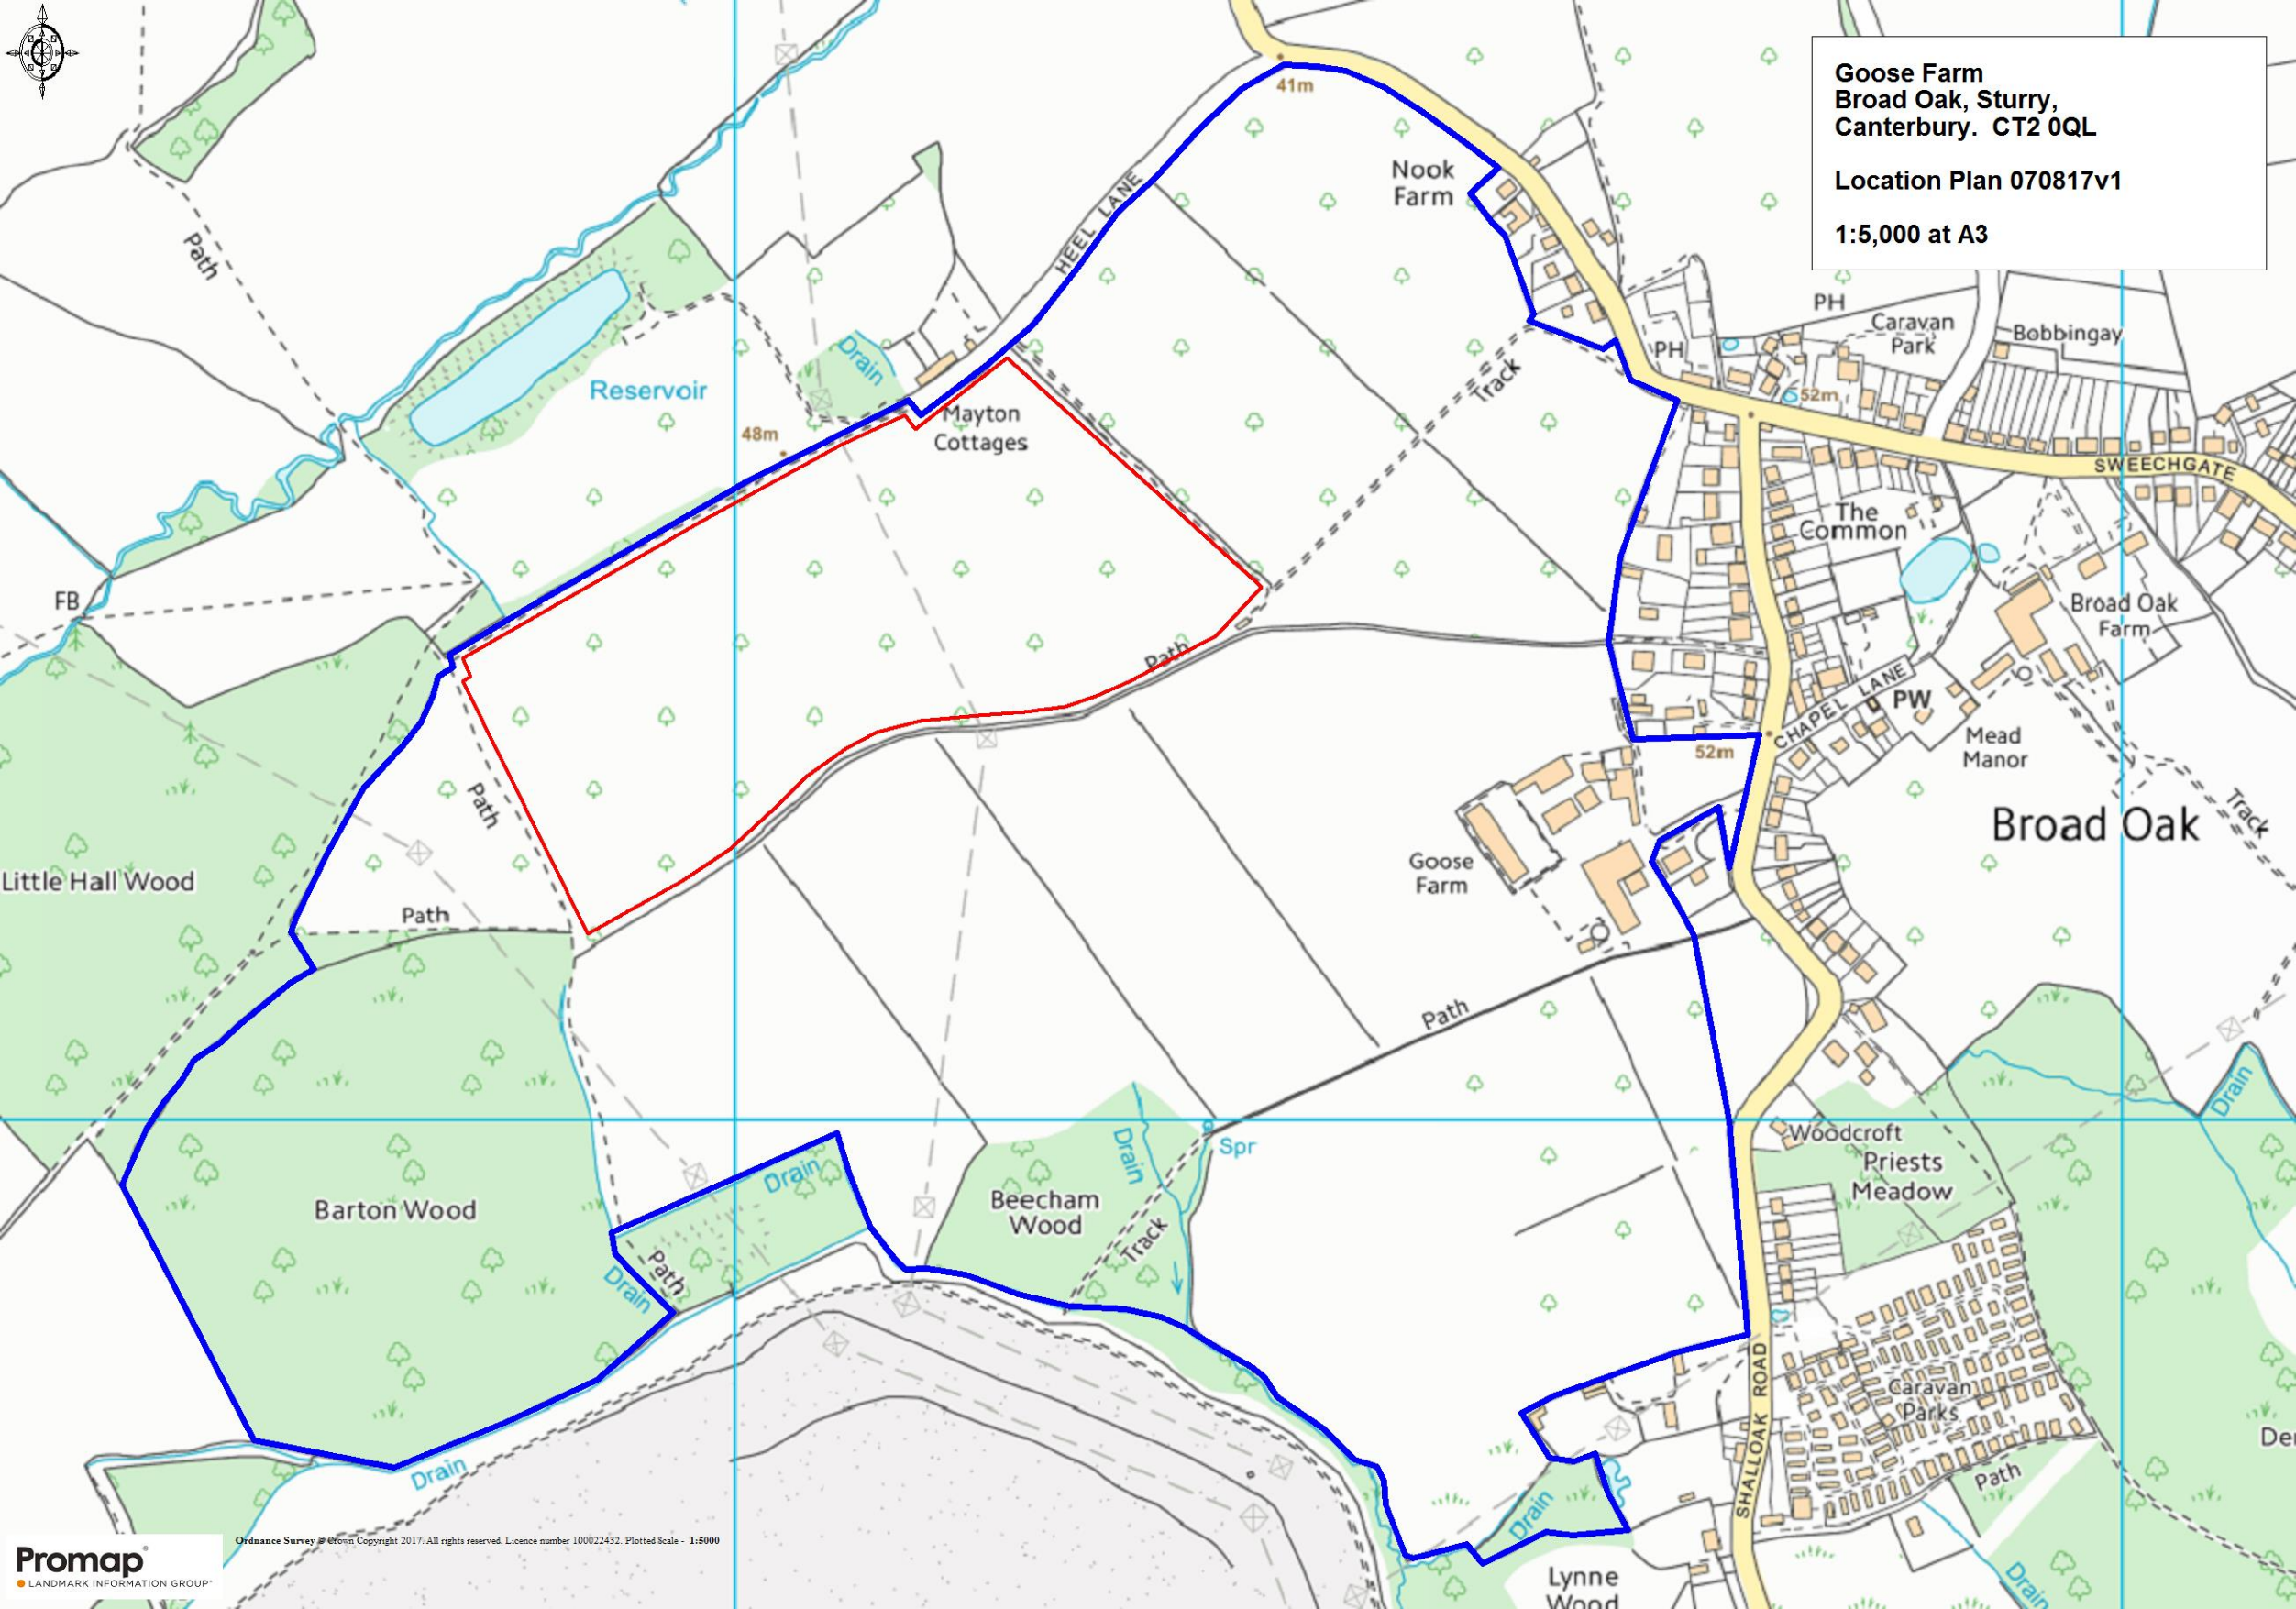 Goose Farm
Broad Oak, Sturry,
Canterbury. CT2 0QL
Location Plan 070817v1
1:5,000 at A3
41m
Nook
Farm
HEEL LANE
Path
PH
Caravan
Park
Bobbingay
PH
Drain
Track
52m
Reservoir
48m
Mayton
Cottages
SWEECHGATE
The
Common
FB
Broad Oak
Farm
Path
CHAPEL LANE
PW
52m
Mead
Manor
Path
Track
Broad Oak
Goose
Farm
Little Hall Wood
Path
Path
Drain
Drain
Spr
Woodcroft
Priests
Meadow
Drain
Barton Wood
Beecham
Wood
Track
Path
Drain
SHALLOAK ROAD
Caravan
Parks
Path
Drain
Drain
Drain
Lynne
Wood
Ordnance Survey © Crown Copyright 2017. All rights reserved. Licence number 100022432. Plotted Scale - 1:5000
Promap
LANDMARK INFORMATION GROUP